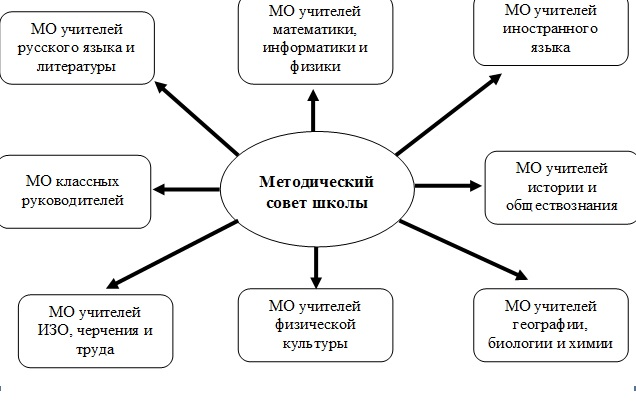 МО учителей
русского языка и
литературы
МО учителей
математики,
информатики и
физики
МО учителей
иностранного
языка
МО классных
руководителей
Методический
совет школы
МО учителей
истории и
обществознания
МО учителей
ИЗО, черчения и
труда
МО учителей
физической
культуры
МО учителей
географии,
биологии и химии